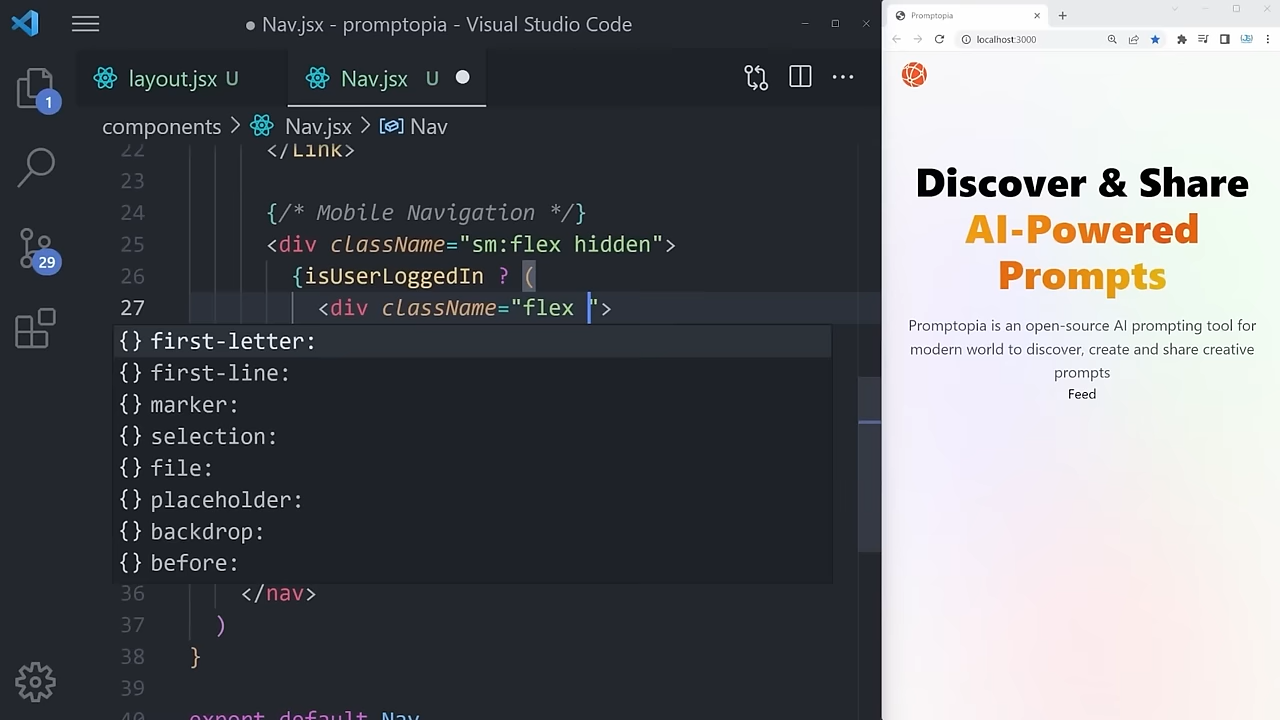 Nav.jsx - promptopia - Visual Studio Code
layout.jsx U
Nav.jsx U
components > Nav.jsx > Nav
22 </Link>
23
24 {/* Mobile Navigation */}
25 <div className="sm:flex hidden">
26 {isUserLoggedIn ? (
27 <div className="flex ">
{} first-letter:
{} first-line:
{} marker:
{} selection:
{} file:
{} placeholder:
{} backdrop:
{} before:
36 </nav>
37 )
38 }
39
40 export default Nav
1
29
Promptopia
localhost:3000
Discover & Share
AI-Powered
Prompts
Promptopia is an open-source AI prompting tool for
modern world to discover, create and share creative
prompts
Feed